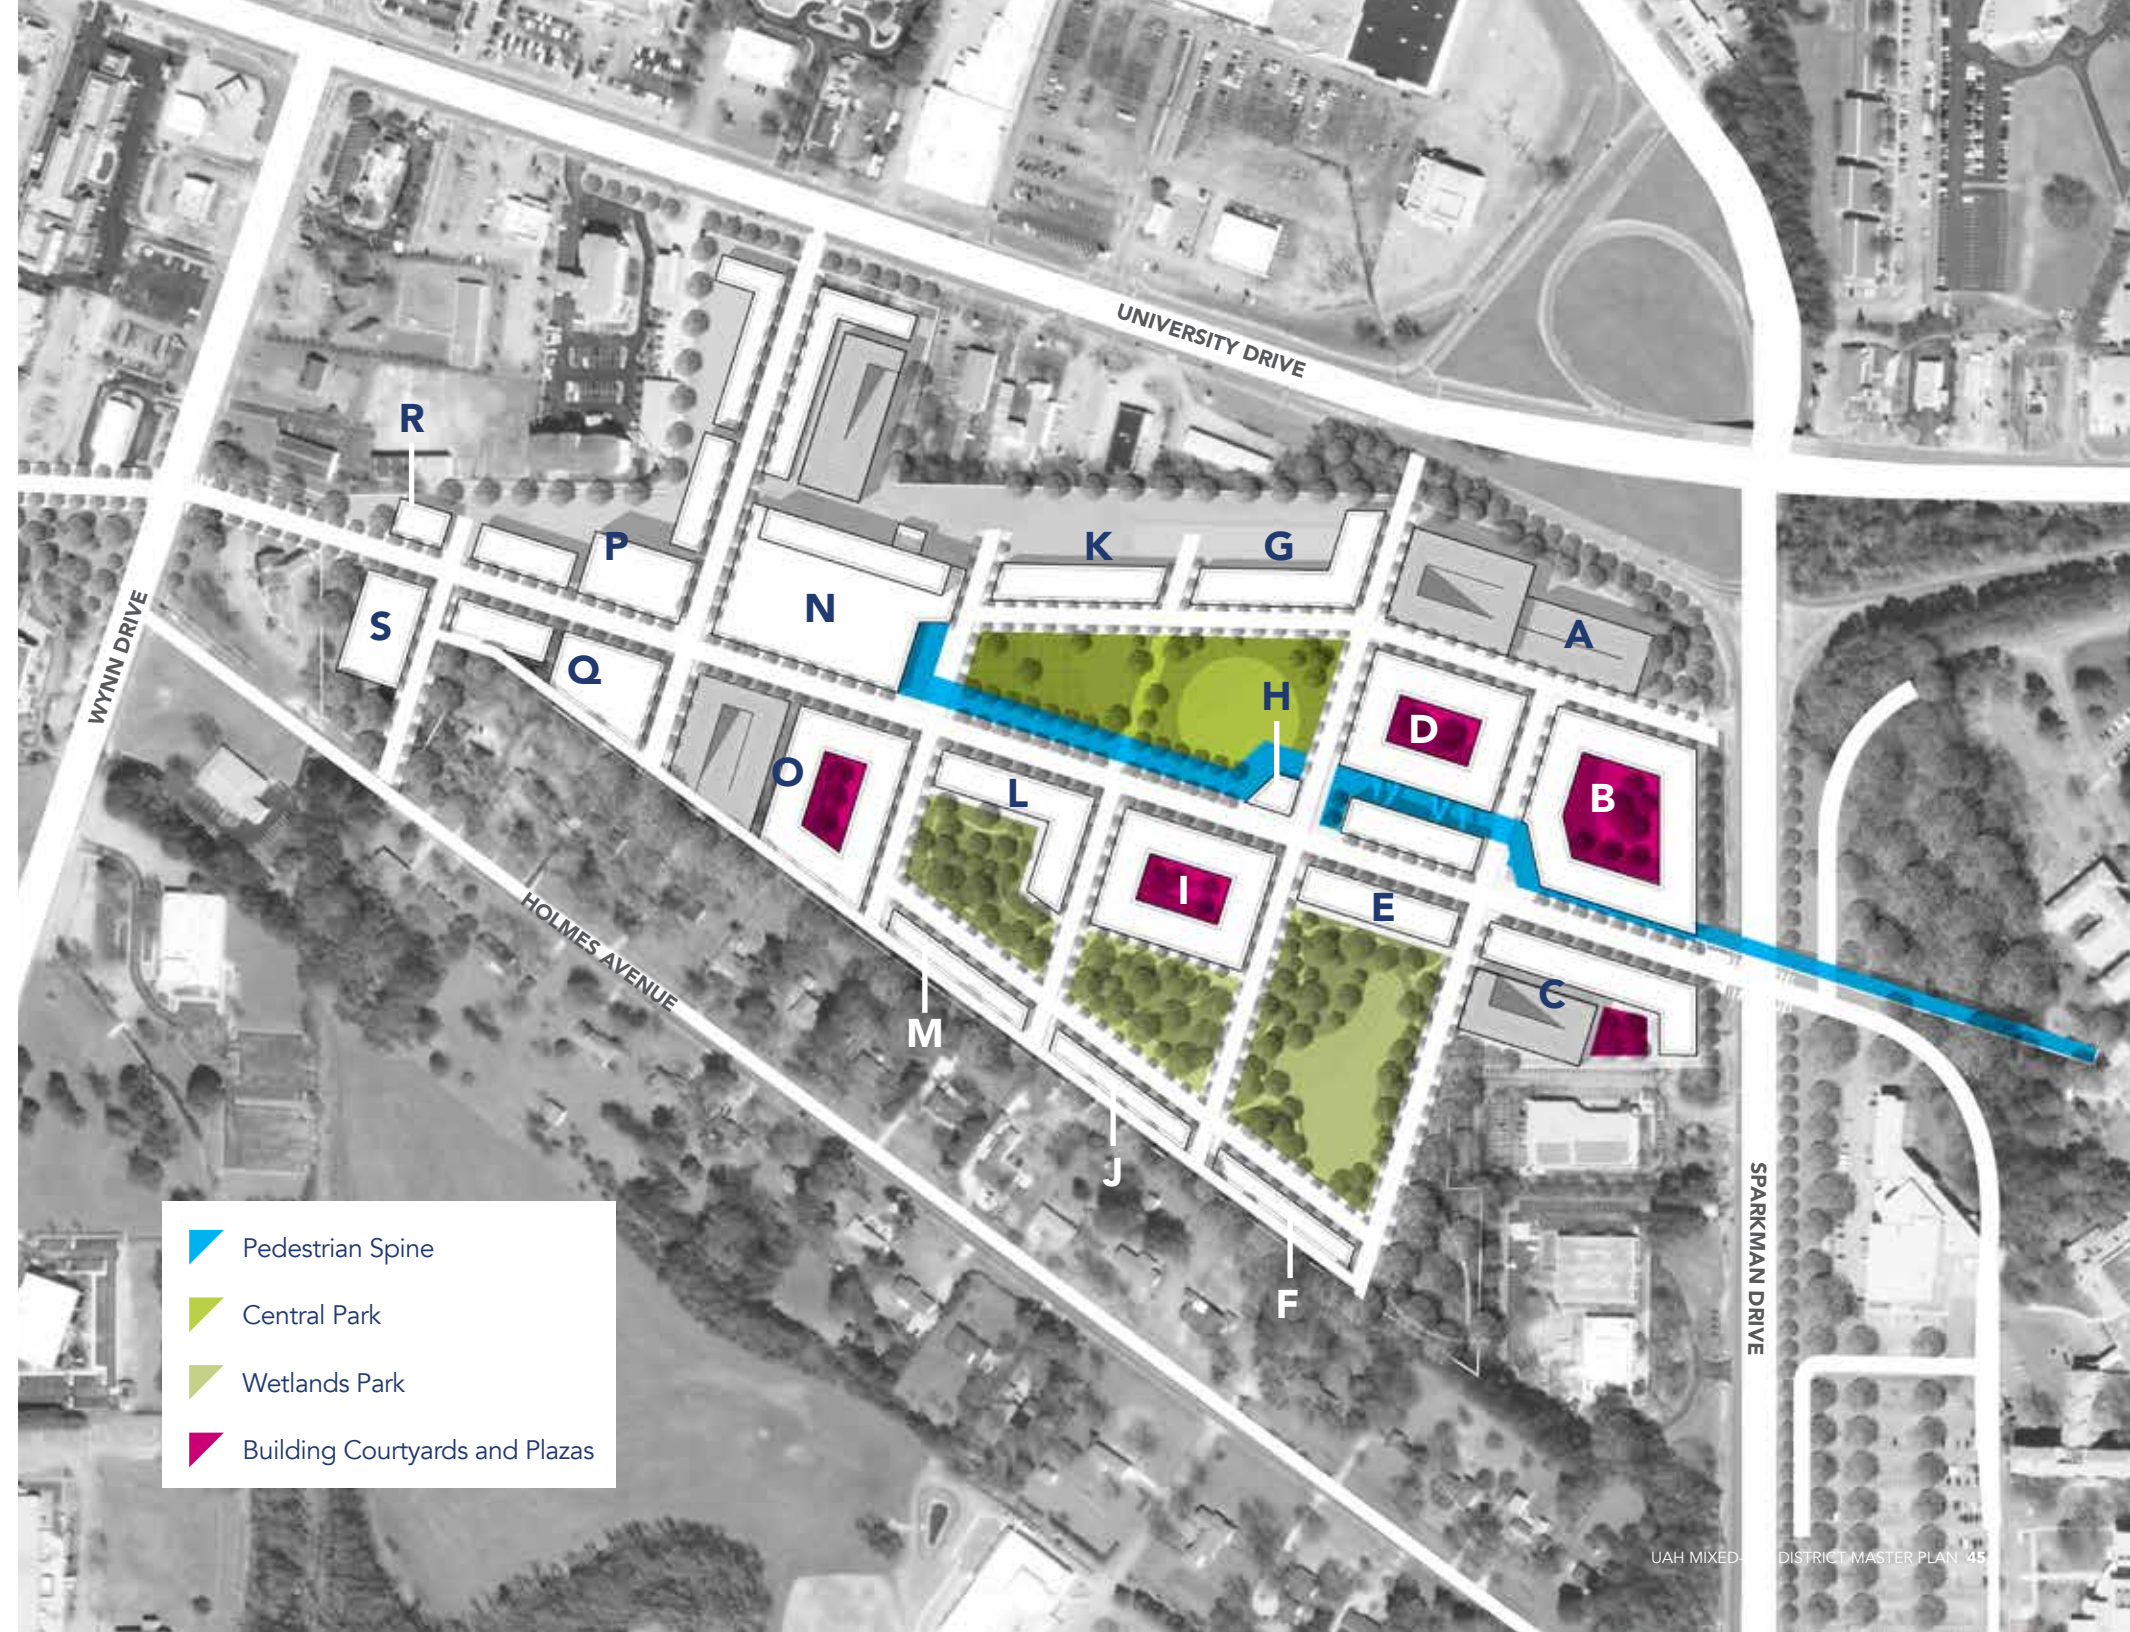 UNIVERSITY DRIVE
R
P
K
G
N
A
S
Q
H
D
O
L
B
I
E
C
WYNN DRIVE
HOLMES AVENUE
M
J
F
SPARKMAN DRIVE
Pedestrian Spine
Central Park
Wetlands Park
Building Courtyards and Plazas
UAH MIXED- DISTRICT MASTER PLAN 45